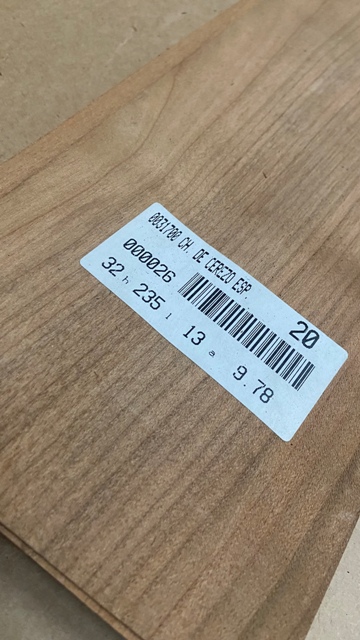 0031700 CH. DE CEREZO ESP.
000026 20
32 h 235 l 13 a 9.78